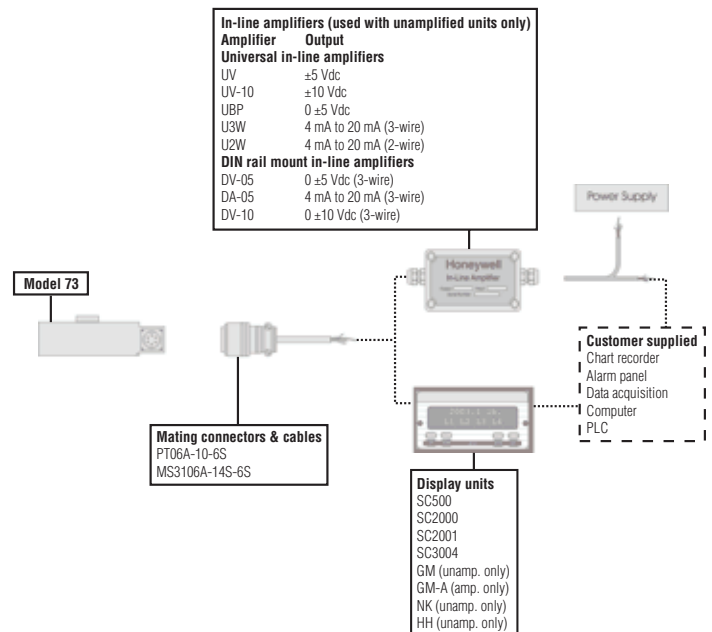 In-line amplifiers (used with unamplified units only)
Amplifier Output
Universal in-line amplifiers
UV ±5 Vdc
UV-10 ±10 Vdc
UBP 0 ±5 Vdc
U3W 4 mA to 20 mA (3-wire)
U2W 4 mA to 20 mA (2-wire)
DIN rail mount in-line amplifiers
DV-05 0 ±5 Vdc (3-wire)
DA-05 4 mA to 20 mA (3-wire)
DV-10 0 ±10 Vdc (3-wire)
Power Supply
Honeywell
In-Line Amplifier
Model 73
Mating connectors & cables
PT06A-10-6S
MS3106A-14S-6S
Customer supplied
Chart recorder
Alarm panel
Data acquisition
Computer
PLC
L1 L2 L3 L4
Display units
SC500
SC2000
SC2001
SC3004
GM (unamp. only)
GM-A (amp. only)
NK (unamp. only)
HH (unamp. only)